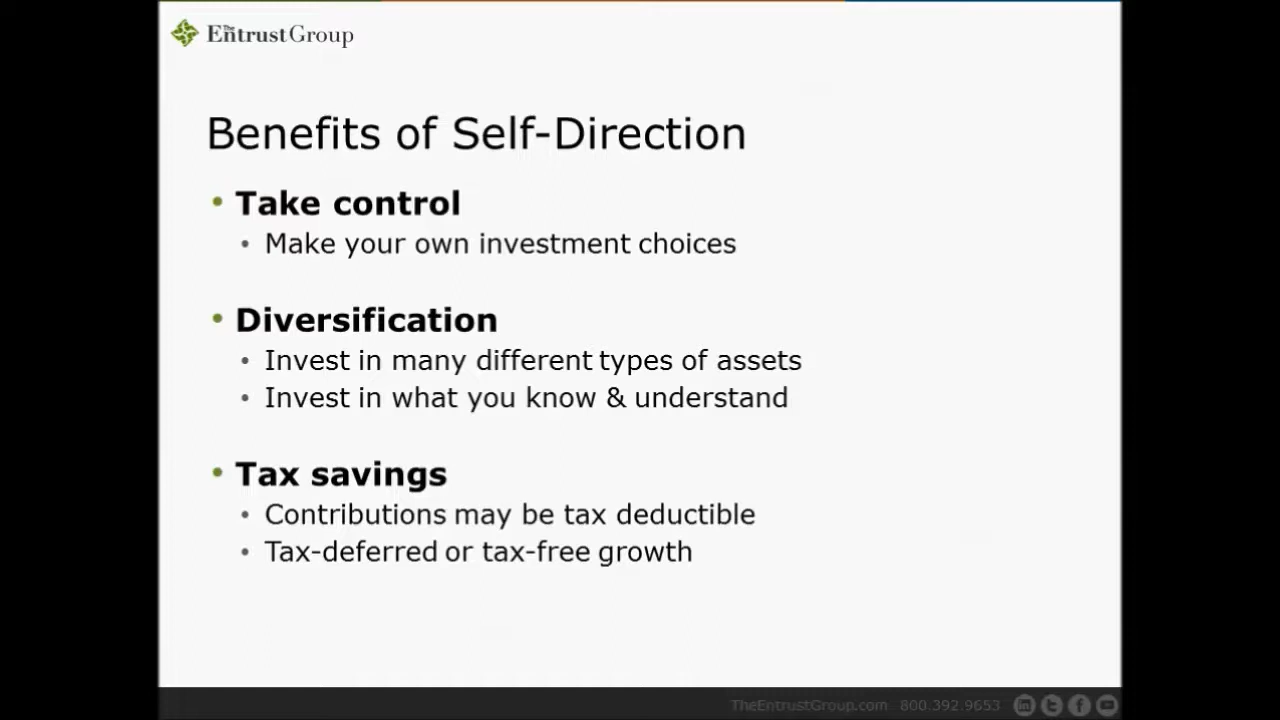 The EntrustGroup
Benefits of Self-Direction
• Take control
• Make your own investment choices
• Diversification
• Invest in many different types of assets
• Invest in what you know & understand
• Tax savings
• Contributions may be tax deductible
• Tax-deferred or tax-free growth
TheEntrustGroup.com 800.392.9653